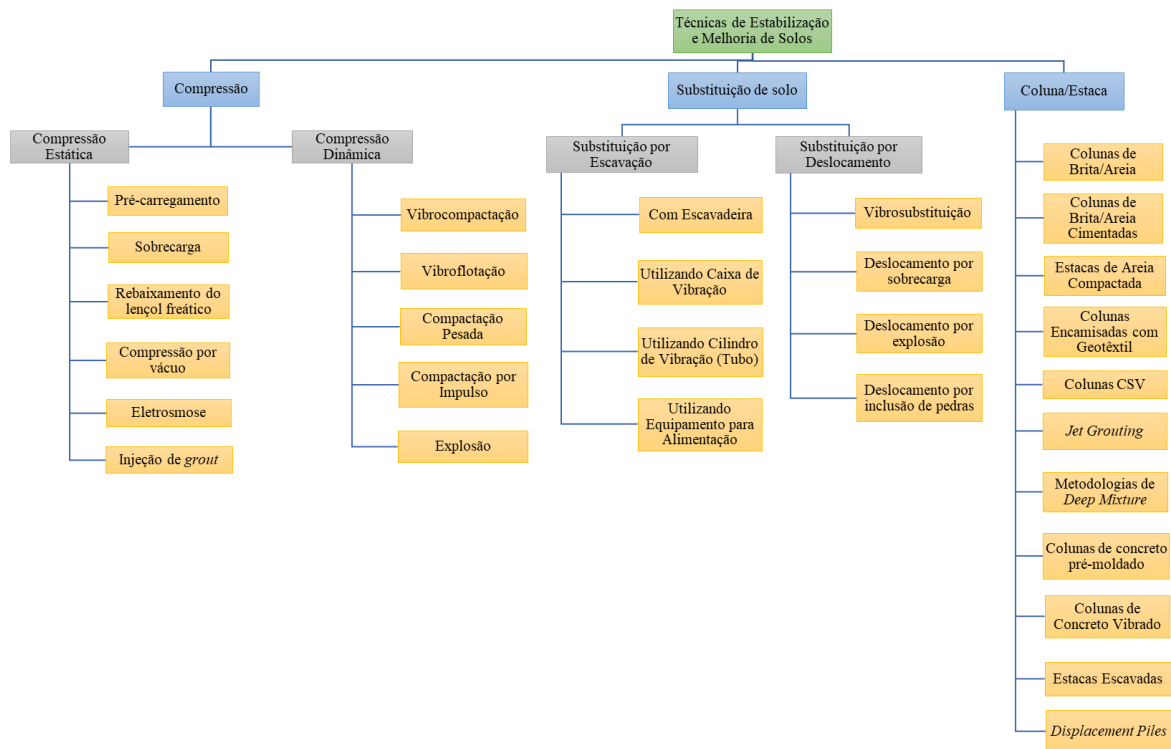 Técnicas de Estabilização
e Melhoria de Solos
Compressão
Substituição de solo
Coluna/Estaca
Compressão
Estática
Compressão
Dinâmica
Substituição por
Escavação
Substituição por
Deslocamento
Pré-carregamento
Sobrecarga
Rebaixamento do
lençol freático
Compressão por
vácuo
Eletrosmose
Injeção de grout
Vibrocompactação
Vibroflotação
Compactação
Pesada
Compactação por
Impulso
Explosão
Com Escavadeira
Utilizando Caixa de
Vibração
Utilizando Cilindro
de Vibração (Tubo)
Utilizando
Equipamento para
Alimentação
Vibrosubstituição
Deslocamento por
sobrecarga
Deslocamento por
explosão
Deslocamento por
inclusão de pedras
Colunas de
Brita/Areia
Colunas de
Brita/Areia
Cimentadas
Estacas de Areia
Compactada
Colunas
Encamisadas com
Geotêxtil
Colunas CSV
Jet Grouting
Metodologias de
Deep Mixture
Colunas de concreto
pré-moldado
Colunas de
Concreto Vibrado
Estacas Escavadas
Displacement Piles